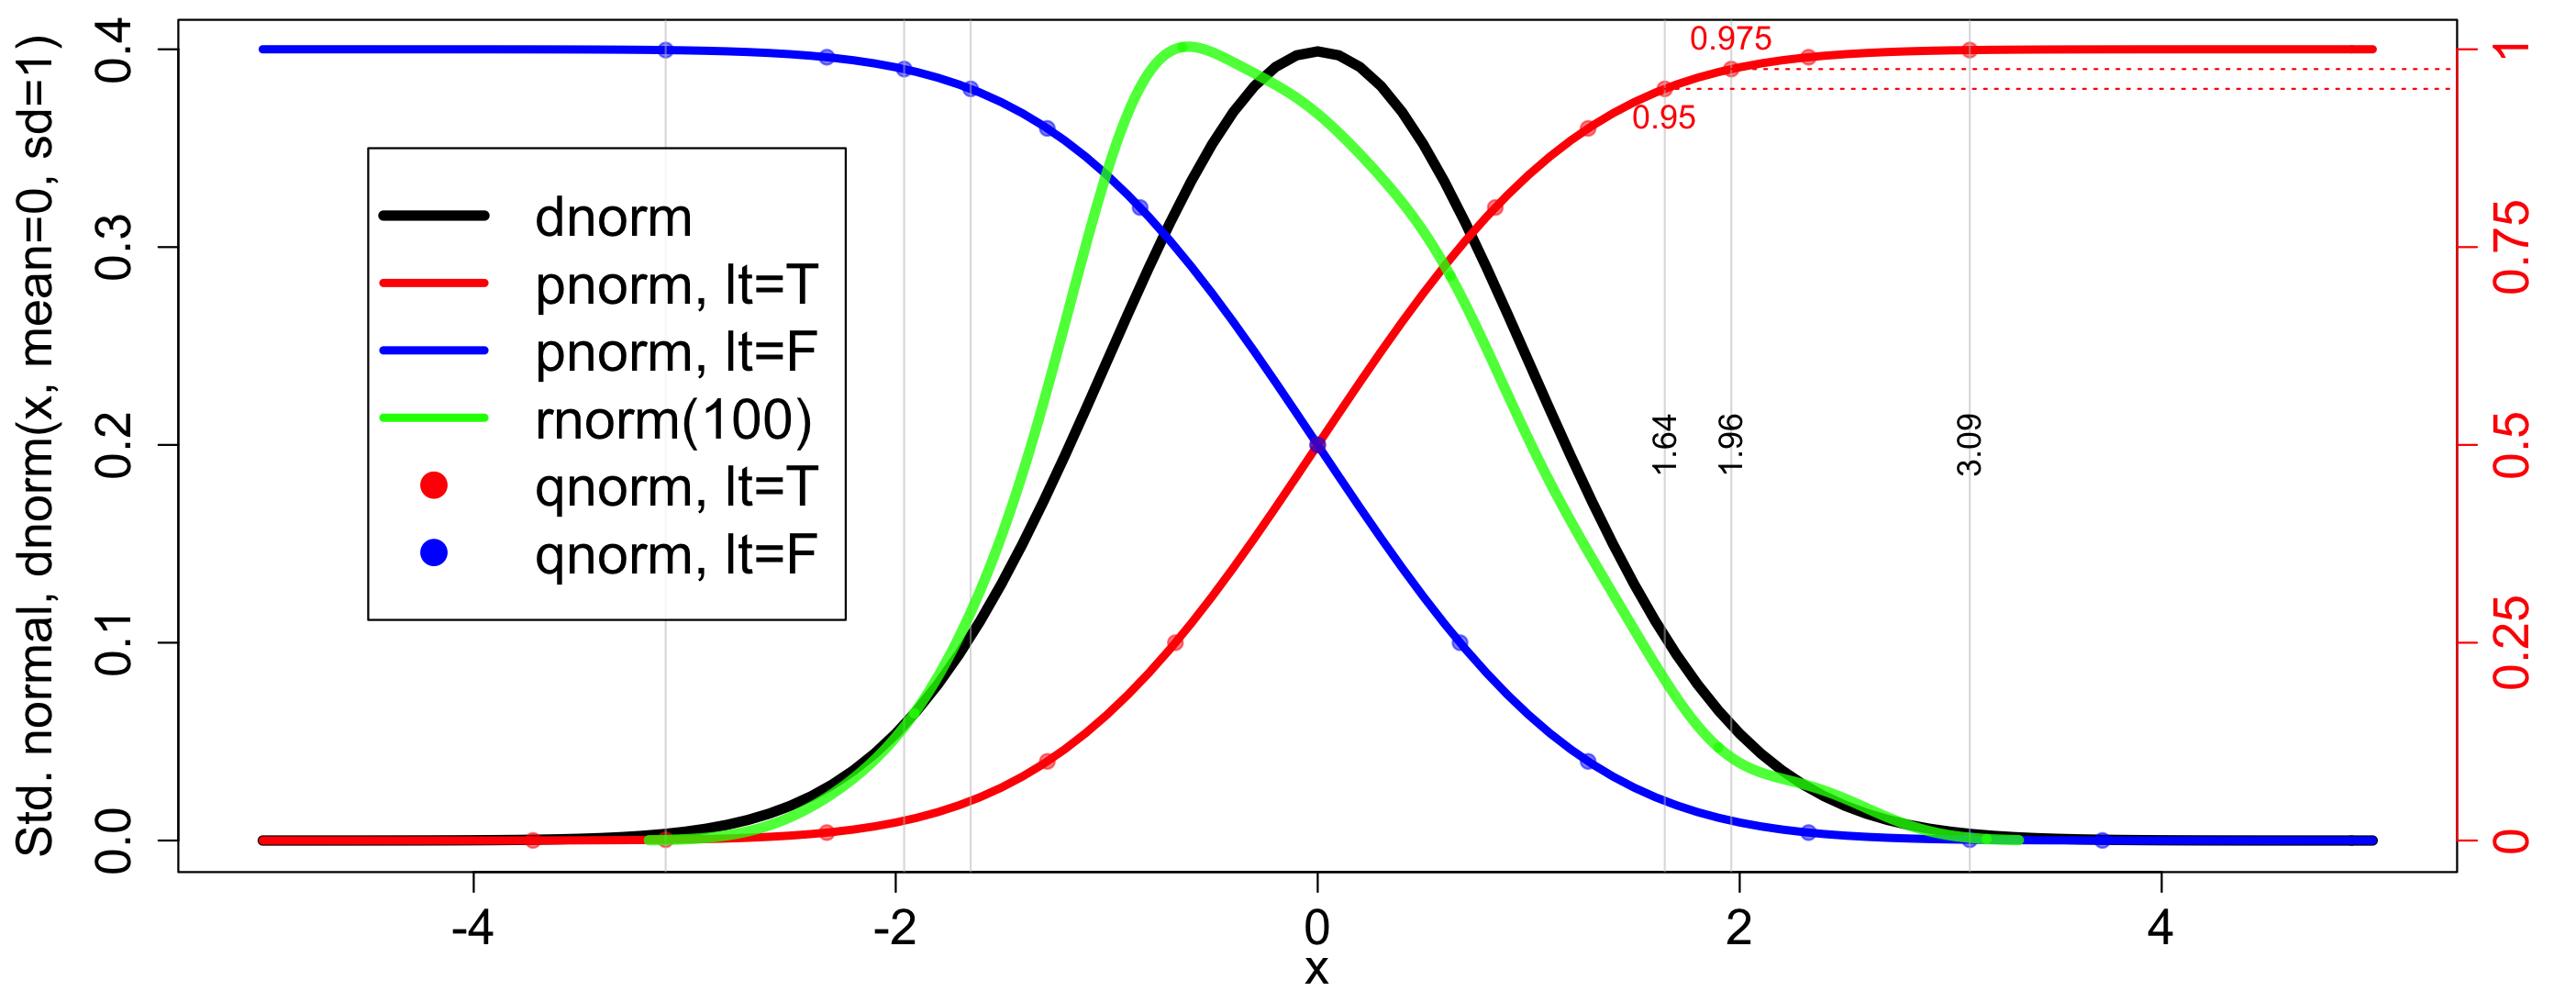 Std. normal, dnorm(x, mean=0, sd=1)
0.4
0.3
0.2
0.1
0.0
dnorm
pnorm, lt=T
pnorm, lt=F
rnorm(100)
qnorm, lt=T
qnorm, lt=F
0.975
0.95
1.64
1.96
3.09
1
0.75
0.5
0.25
0
-4
-2
0
2
4
x